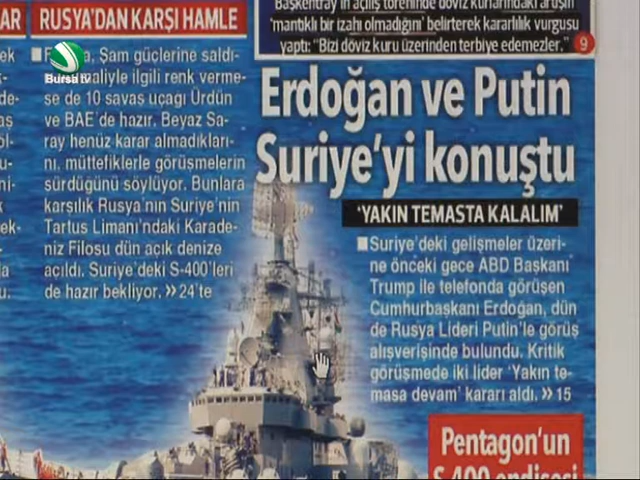 Başkentray'ın açılış töreninde döviz kurlarındaki artışın
'mantıklı bir izahı olmadığını' belirterek kararlılık vurgusu
yaptı: "Bizi döviz kuru üzerinden terbiye edemezler."
9
AR
RUSYA'DAN KARŞI HAMLE
Bursa tv
Şam güçlerine saldı-
ilgili renk verme-
se de 10 savaş uçağı Ürdün
ve BAE'de hazır. Beyaz Sa-
ray henüz karar almadıkları-
nı, müttefiklerle görüşmelerin
sürdüğünü söylüyor. Bunlara
karşılık Rusya'nın Suriye'nin
Tartus Limanı'ndaki Karade-
niz Filosu dün açık denize
açıldı. Suriye'deki S-400'leri
de hazır bekliyor. »24'te
Erdoğan ve Putin
Suriye'yi konuştu
'YAKIN TEMASTA KALALIM'
Suriye'deki gelişmeler üzeri-
ne önceki gece ABD Başkanı
Trump ile telefonda görüşen
Cumhurbaşkanı Erdoğan, dün
de Rusya Lideri Putin'le görüş
alışverişinde bulundu. Kritik
görüşmede iki lider 'Yakın te-
masa devam' kararı aldı. »15
Pentagon'un
S-400 endişesi